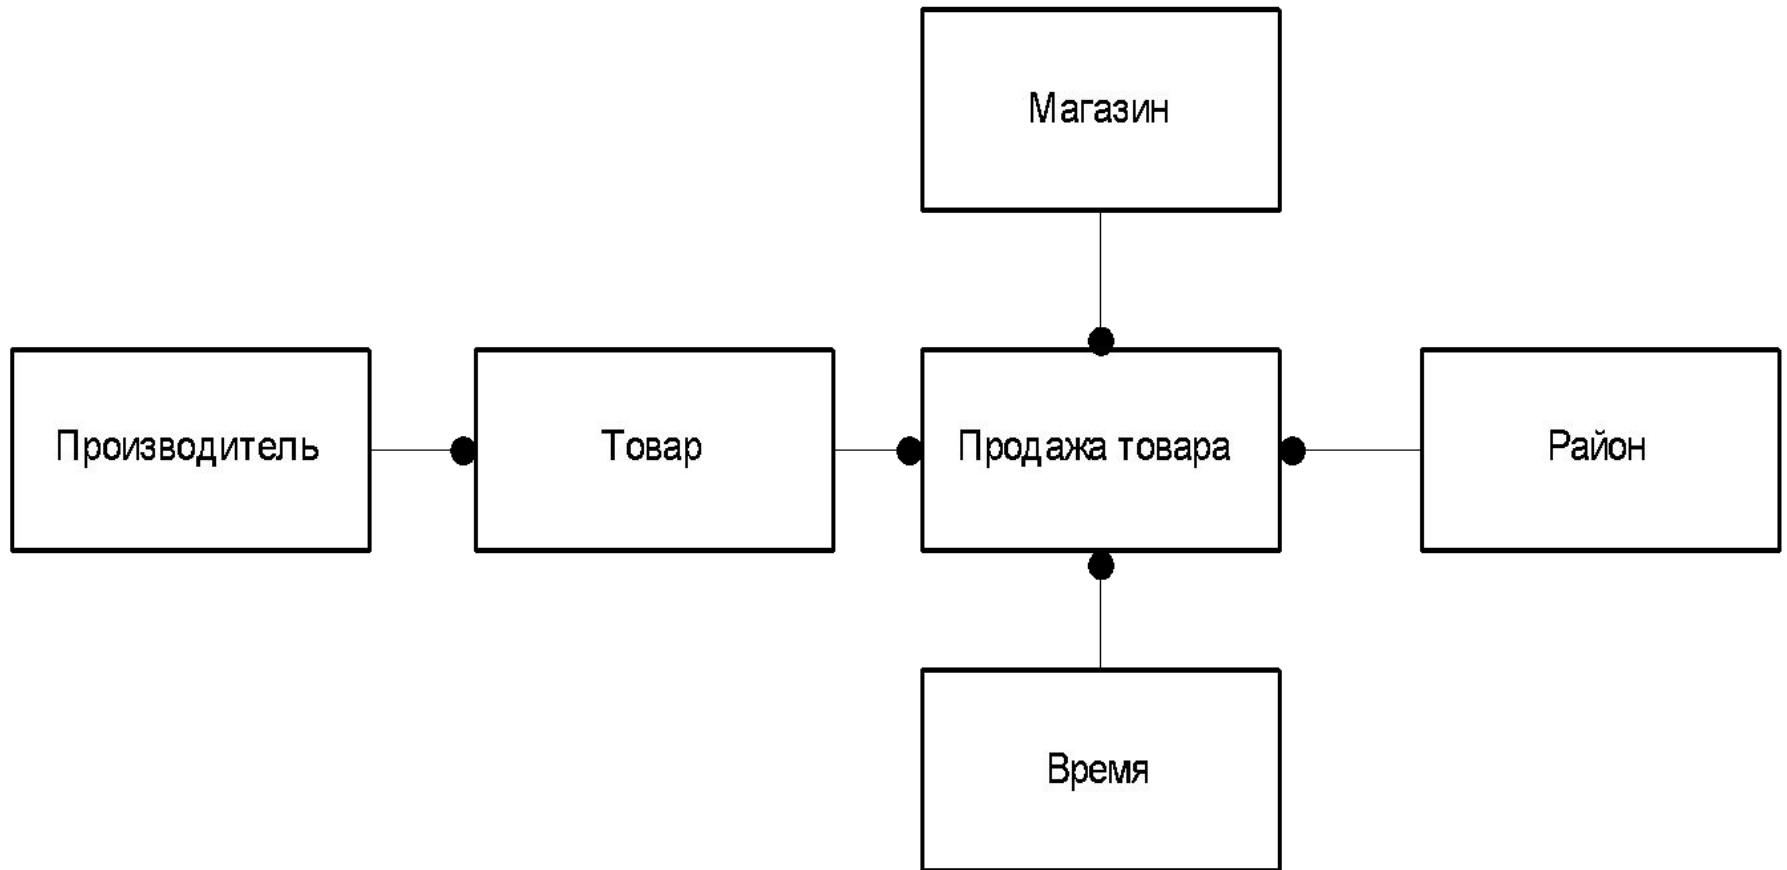 Магазин
Производитель
Товар
Продажа товара
Район
Время